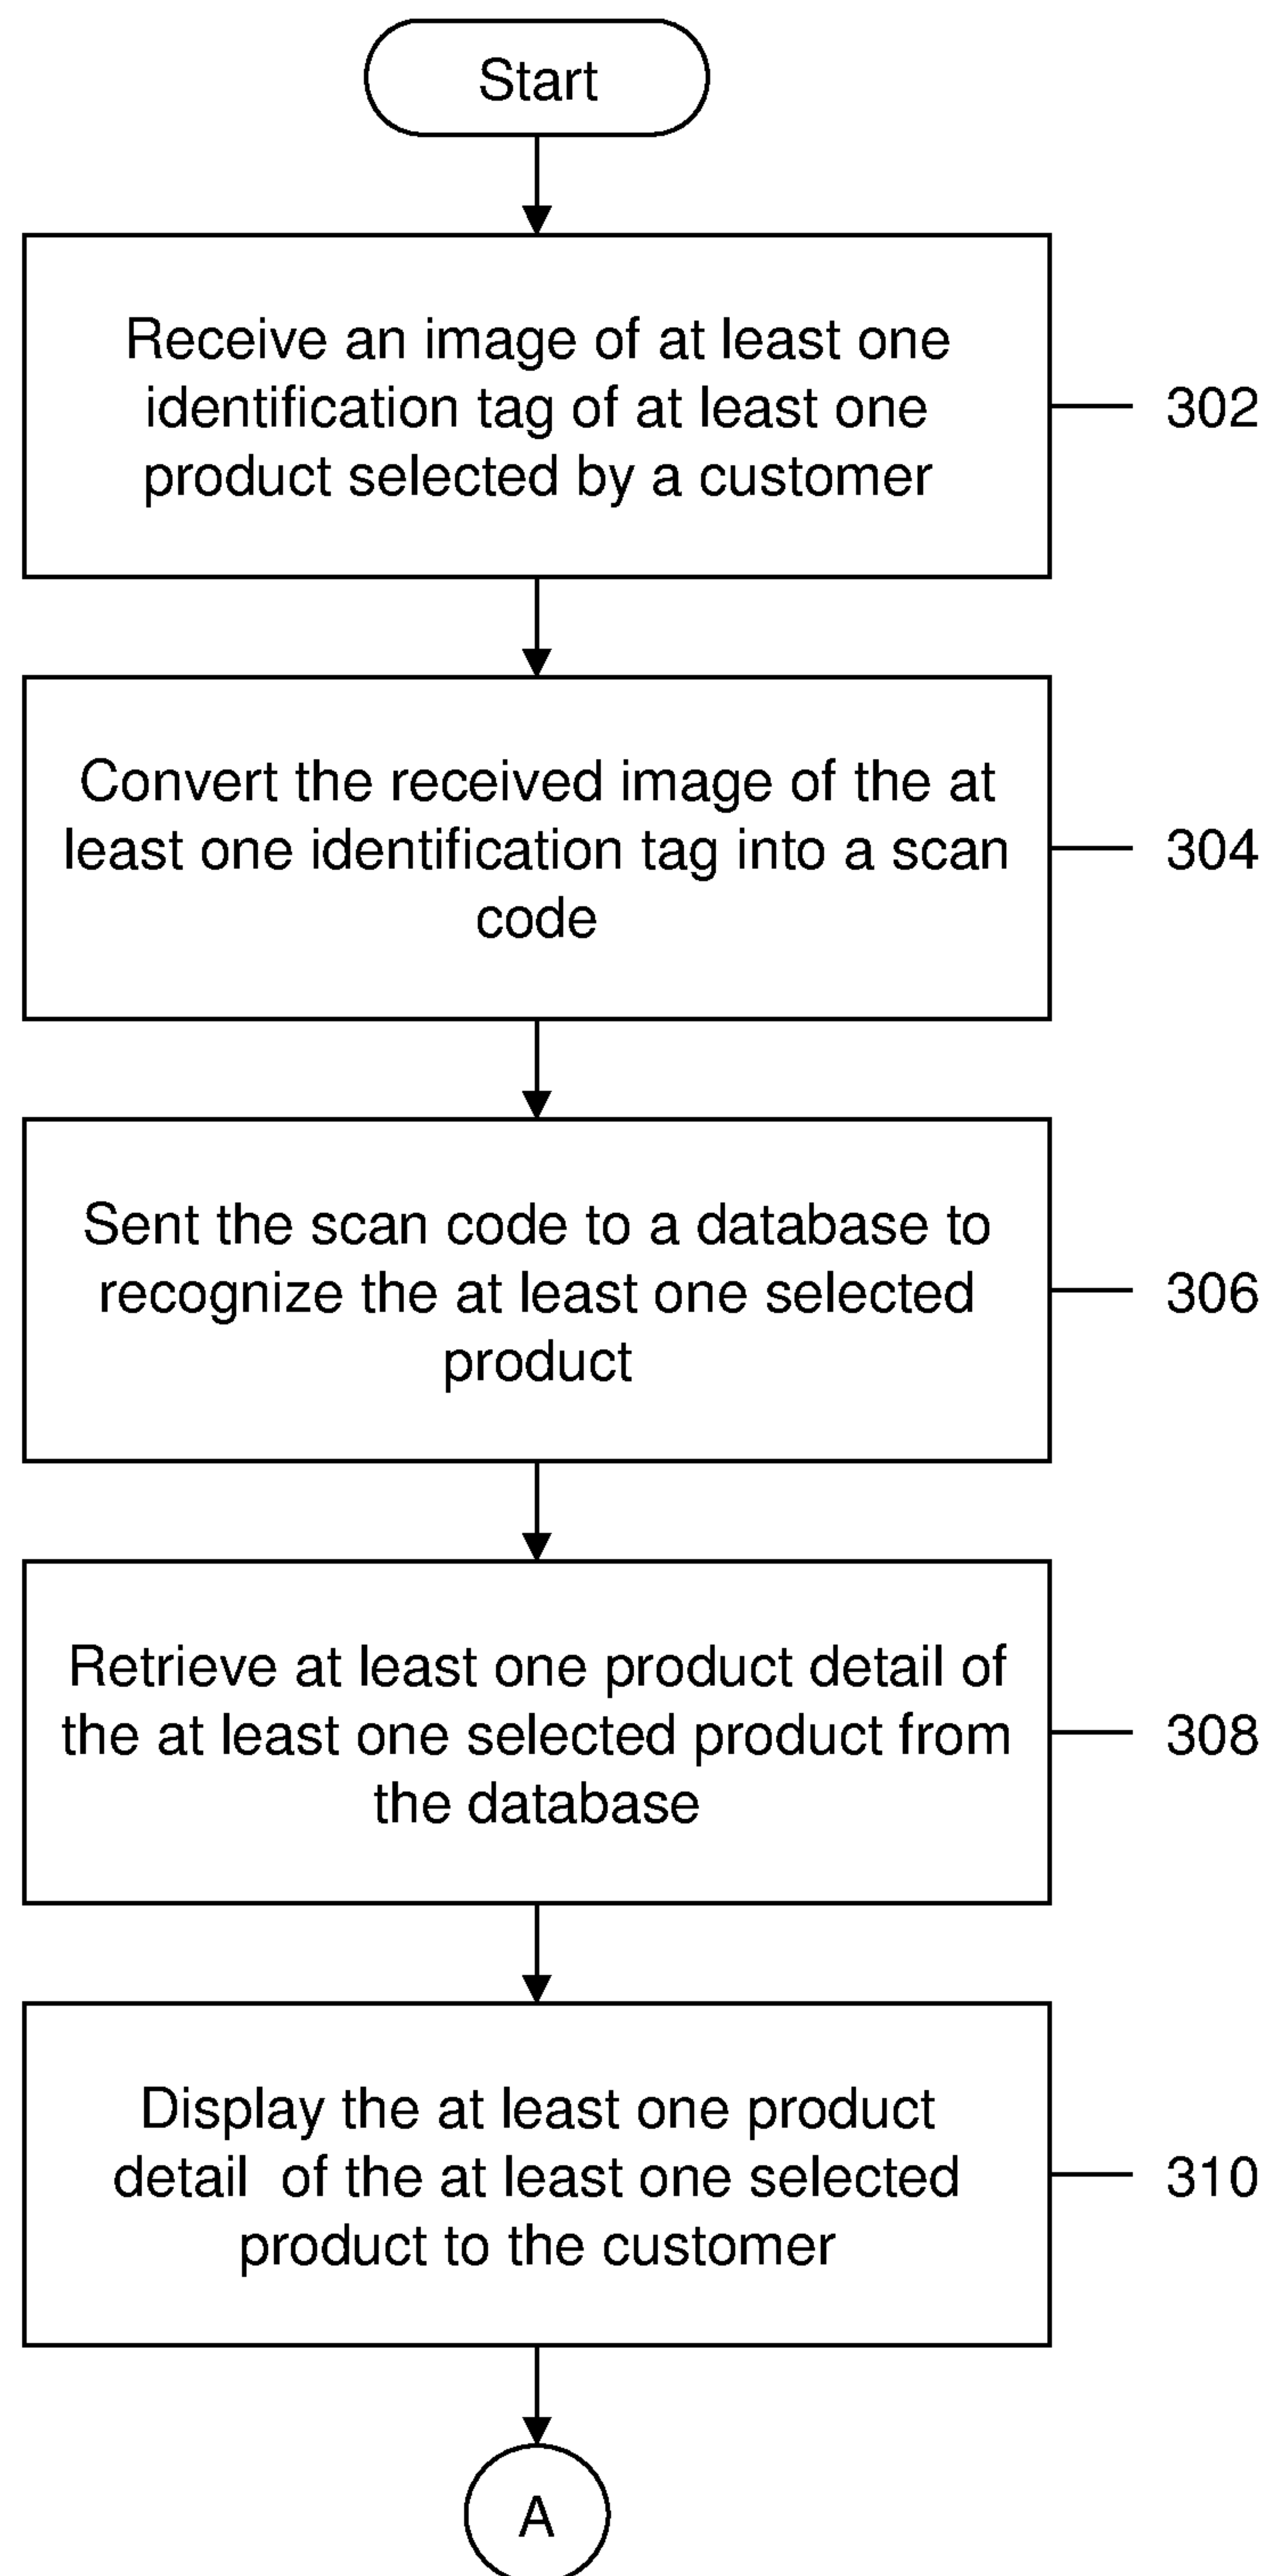 Start
Receive an image of at least one
identification tag of at least one
product selected by a customer
302
Convert the received image of the at
least one identification tag into a scan
code
304
Sent the scan code to a database to
recognize the at least one selected
product
306
Retrieve at least one product detail of
the at least one selected product from
the database
308
Display the at least one product
detail  of the at least one selected
product to the customer
310
A